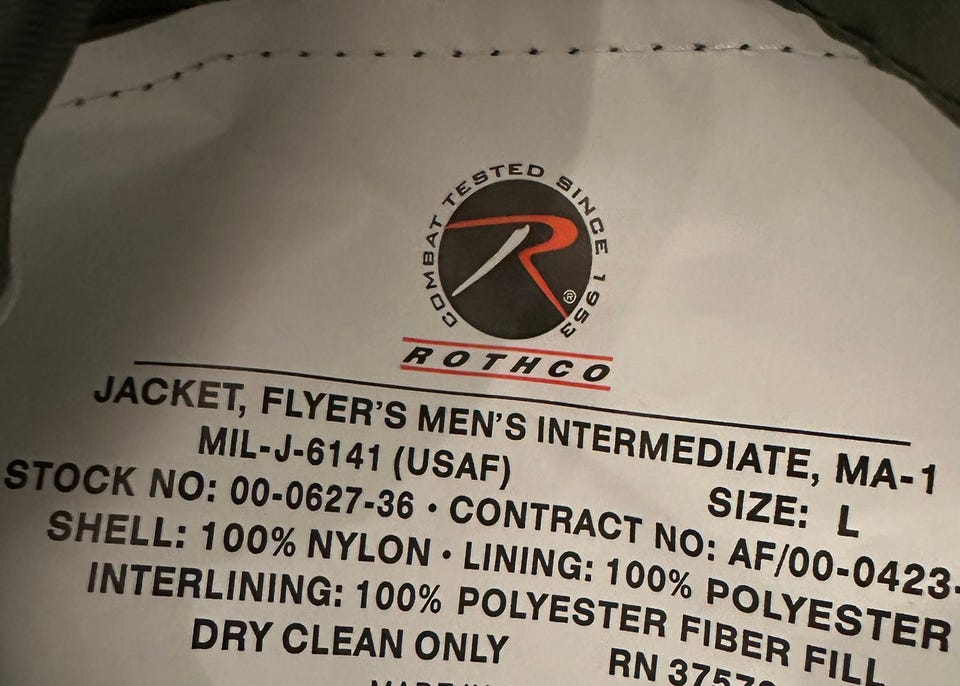 COMBAT TESTED SINCE 1953
R®
ROTHCO
JACKET, FLYER'S MEN'S INTERMEDIATE, MA-1
MIL-J-6141 (USAF) SIZE: L
STOCK NO: 00-0627-36 • CONTRACT NO: AF/00-0423-
SHELL: 100% NYLON • LINING: 100% POLYESTER
INTERLINING: 100% POLYESTER FIBER FILL
DRY CLEAN ONLY RN